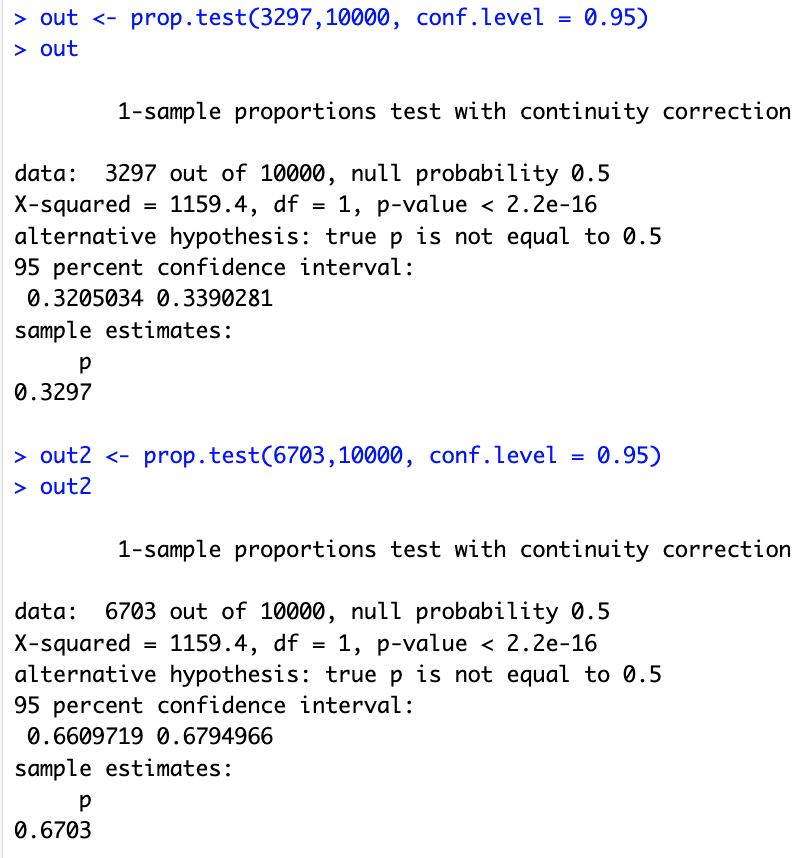 > out <- prop.test(3297,10000, conf.level = 0.95)
> out
1-sample proportions test with continuity correction
data:  3297 out of 10000, null probability 0.5
X-squared = 1159.4, df = 1, p-value < 2.2e-16
alternative hypothesis: true p is not equal to 0.5
95 percent confidence interval:
 0.3205034 0.3390281
sample estimates:
     p
0.3297
> out2 <- prop.test(6703,10000, conf.level = 0.95)
> out2
1-sample proportions test with continuity correction
data:  6703 out of 10000, null probability 0.5
X-squared = 1159.4, df = 1, p-value < 2.2e-16
alternative hypothesis: true p is not equal to 0.5
95 percent confidence interval:
 0.6609719 0.6794966
sample estimates:
     p
0.6703